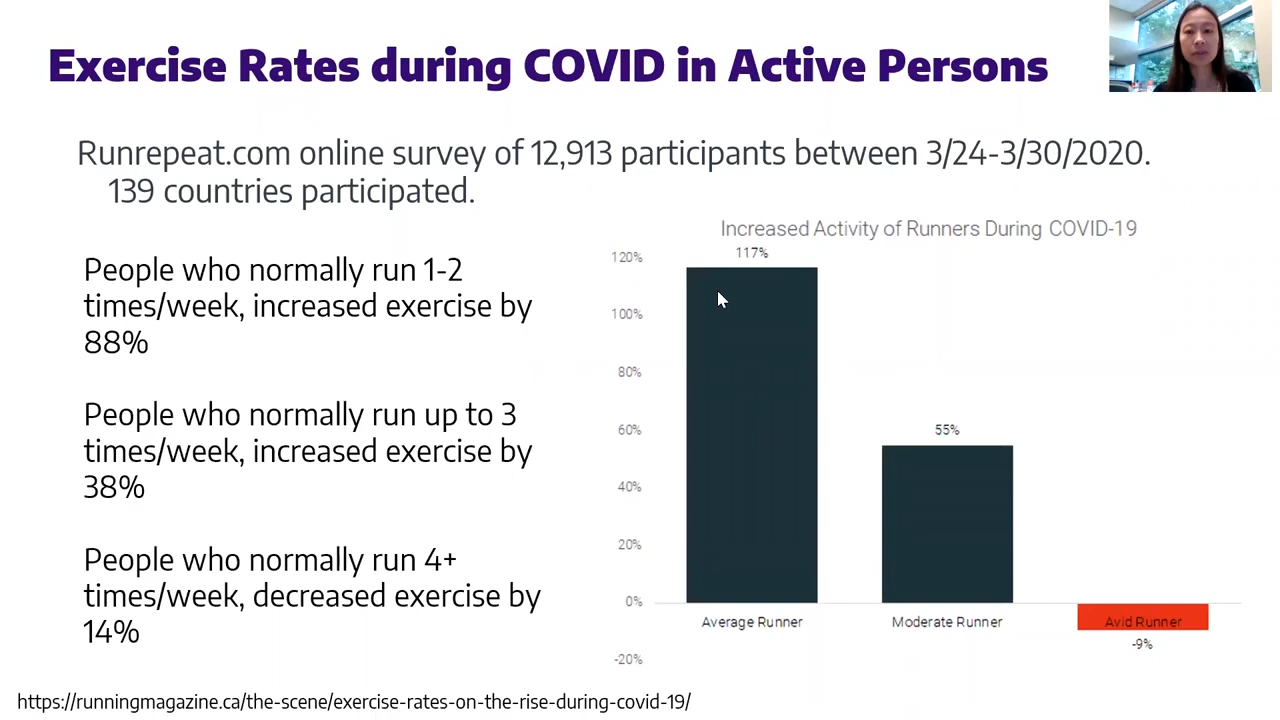 Exercise Rates during COVID in Active Persons
Runrepeat.com online survey of 12,913 participants between 3/24-3/30/2020.
139 countries participated.
People who normally run 1-2
times/week, increased exercise by
88%
People who normally run up to 3
times/week, increased exercise by
38%
People who normally run 4+
times/week, decreased exercise by
14%
Increased Activity of Runners During COVID-19
117%
120%
100%
80%
60%
55%
40%
20%
0%
Average Runner
Moderate Runner
Avid Runner
-9%
-20%
https://runningmagazine.ca/the-scene/exercise-rates-on-the-rise-during-covid-19/